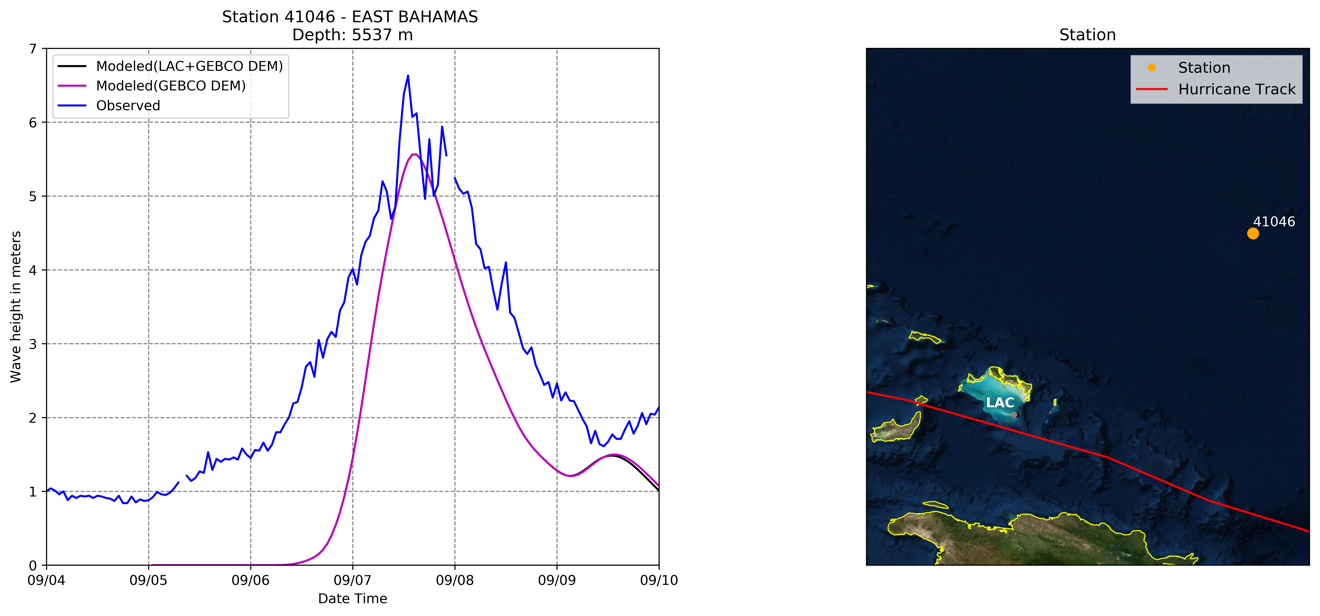 Station 41046 - EAST BAHAMAS
Depth: 5537 m
7
6
5
4
3
2
1
0
Wave height in meters
Modeled(LAC+GEBCO DEM)
Modeled(GEBCO DEM)
Observed
09/04
09/05
09/06
09/07
09/08
09/09
09/10
Date Time
Station
Station
Hurricane Track
41046
LAC